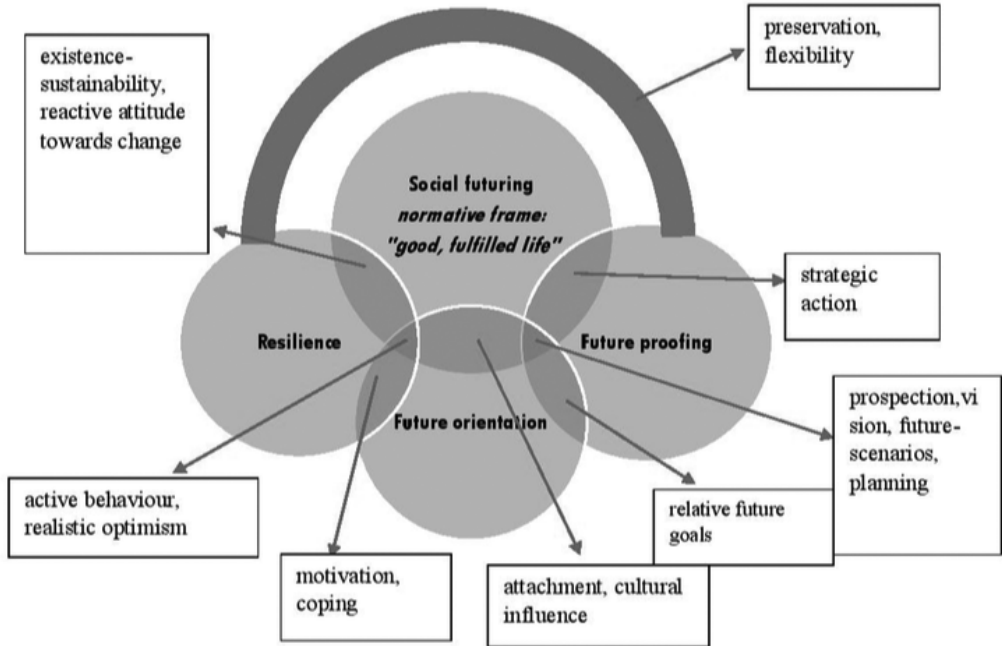 existence-
sustainability,
reactive attitude
towards change
preservation,
flexibility
Social futuring
normative frame:
"good, fulfilled life"
strategic
action
Resilience
Future proofing
Future orientation
prospection,vi
sion, future-
scenarios,
planning
active behaviour,
realistic optimism
relative future
goals
motivation,
coping
attachment, cultural
influence